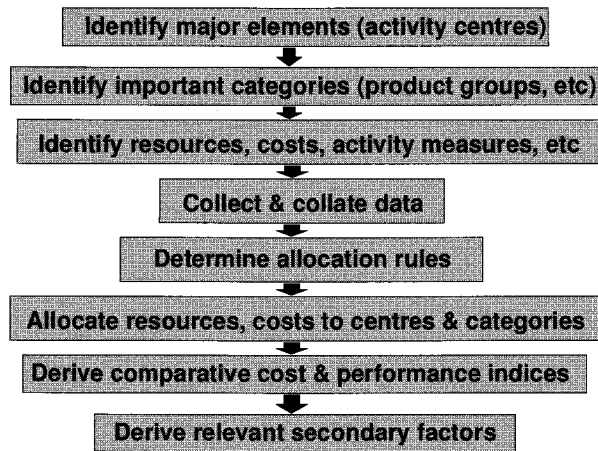 Identify major elements (activity centres)
Identify important categories (product groups, etc)
Identify resources, costs, activity measures, etc
Collect & collate data
Determine allocation rules
Allocate resources, costs to centres & categories
Derive comparative cost & performance indices
Derive relevant secondary factors